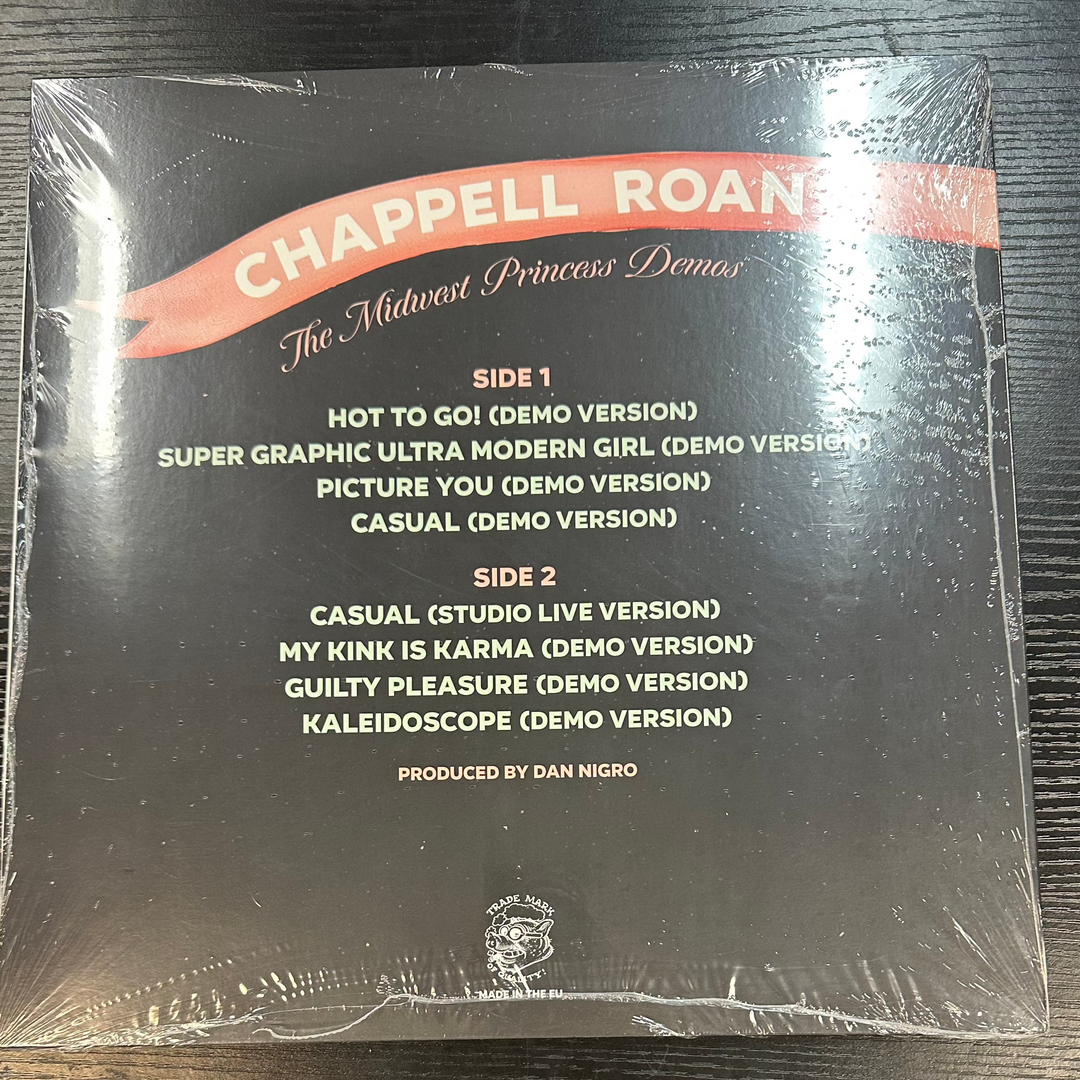 CHAPPELL ROAN
The Midwest Princess Demos
SIDE 1
HOT TO GO! (DEMO VERSION)
SUPER GRAPHIC ULTRA MODERN GIRL (DEMO VERSION)
PICTURE YOU (DEMO VERSION)
CASUAL (DEMO VERSION)
SIDE 2
CASUAL (STUDIO LIVE VERSION)
MY KINK IS KARMA (DEMO VERSION)
GUILTY PLEASURE (DEMO VERSION)
KALEIDOSCOPE (DEMO VERSION)
PRODUCED BY DAN NIGRO
TRADE MARK
OF QUALITY!
MADE IN THE EU